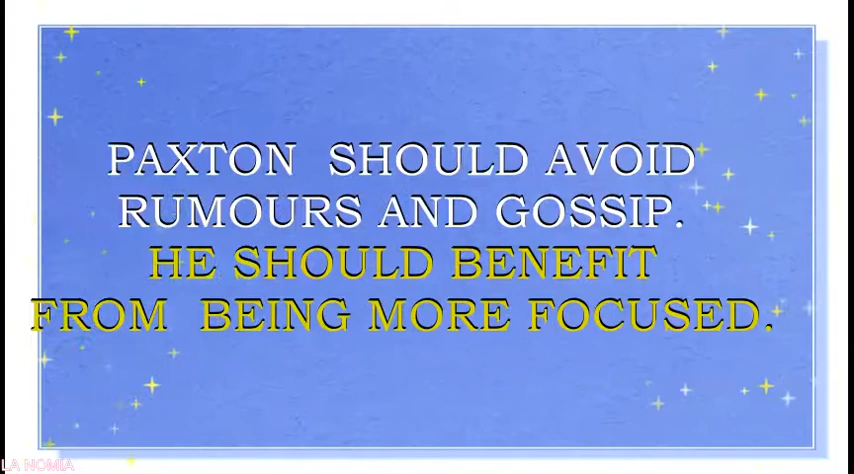 PAXTON SHOULD AVOID
RUMOURS AND GOSSIP.
HE SHOULD BENEFIT
FROM BEING MORE FOCUSED.
LA NOMIA